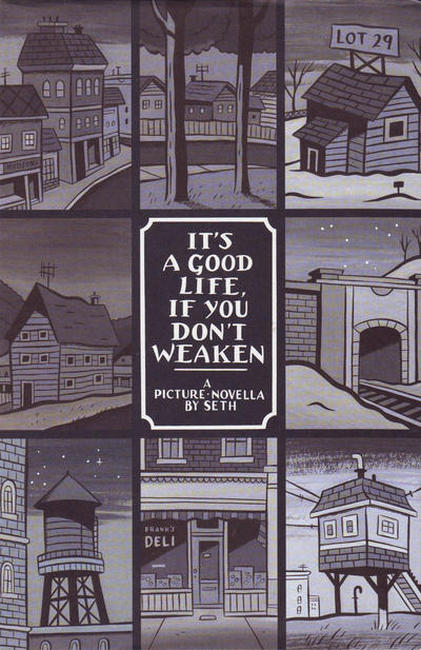 LOT 29
IT'S
A GOOD
LIFE,
IF YOU
DON'T
WEAKEN
A
PICTURE-NOVELLA
BY SETH
FRANK'S
DELI